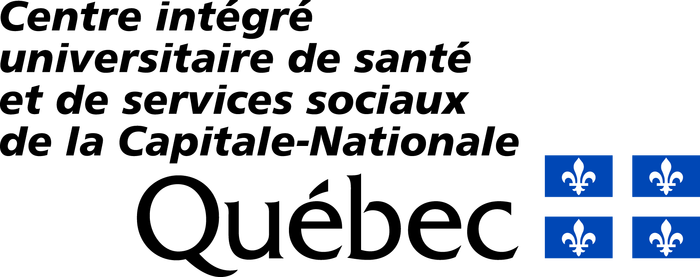 Centre intégré
universitaire de santé
et de services sociaux
de la Capitale-Nationale
Québec